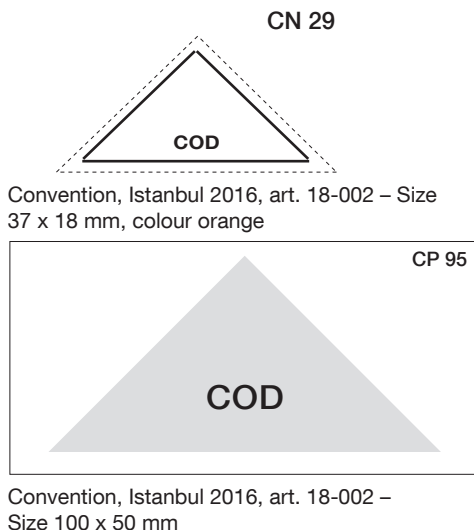 CN 29
COD
Convention, Istanbul 2016, art. 18-002 – Size
37 x 18 mm, colour orange
CP 95
COD
Convention, Istanbul 2016, art. 18-002 –
Size 100 x 50 mm